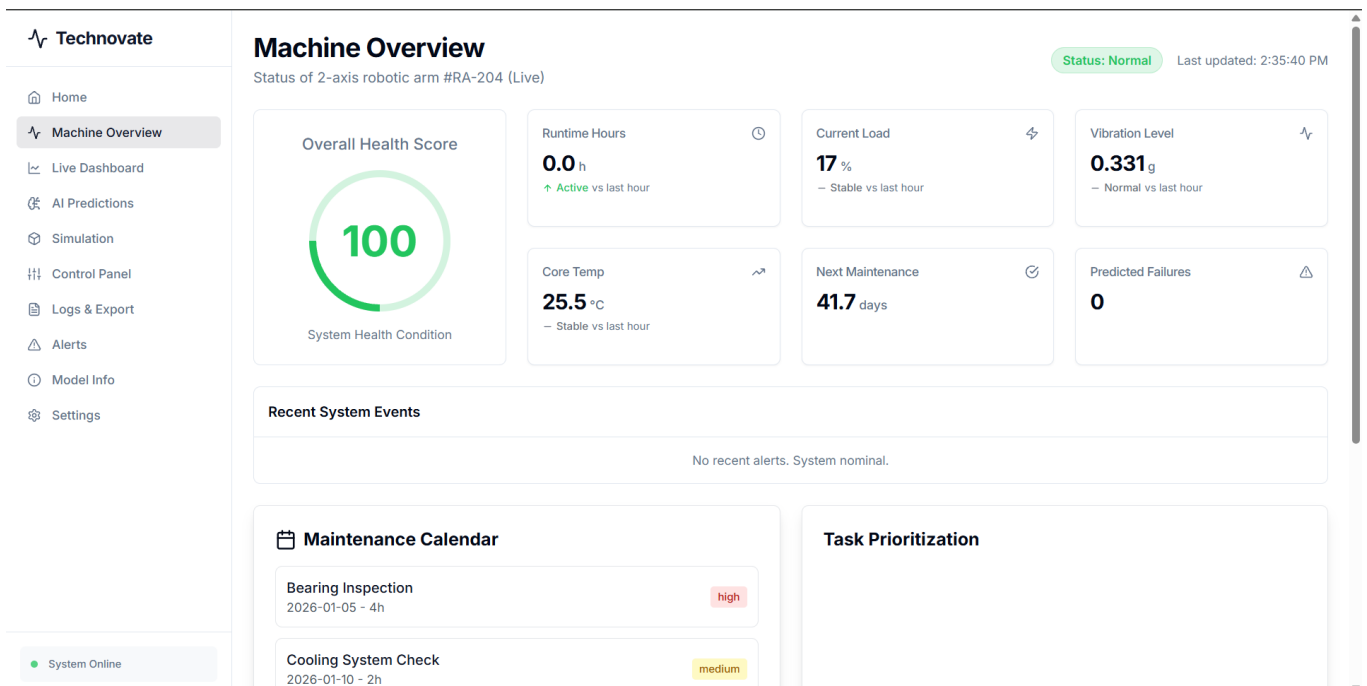 Technovate
Home
Machine Overview
Live Dashboard
AI Predictions
Simulation
Control Panel
Logs & Export
Alerts
Model Info
Settings
System Online
Machine Overview
Status of 2-axis robotic arm #RA-204 (Live)
Status: Normal
Last updated: 2:35:40 PM
Overall Health Score
100
System Health Condition
Runtime Hours
0.0 h
↑ Active vs last hour
Current Load
17 %
— Stable vs last hour
Vibration Level
0.331 g
— Normal vs last hour
Core Temp
25.5 °C
— Stable vs last hour
Next Maintenance
41.7 days
Predicted Failures
0
Recent System Events
No recent alerts. System nominal.
Maintenance Calendar
Bearing Inspection
2026-01-05 - 4h
high
Cooling System Check
2026-01-10 - 2h
medium
Task Prioritization